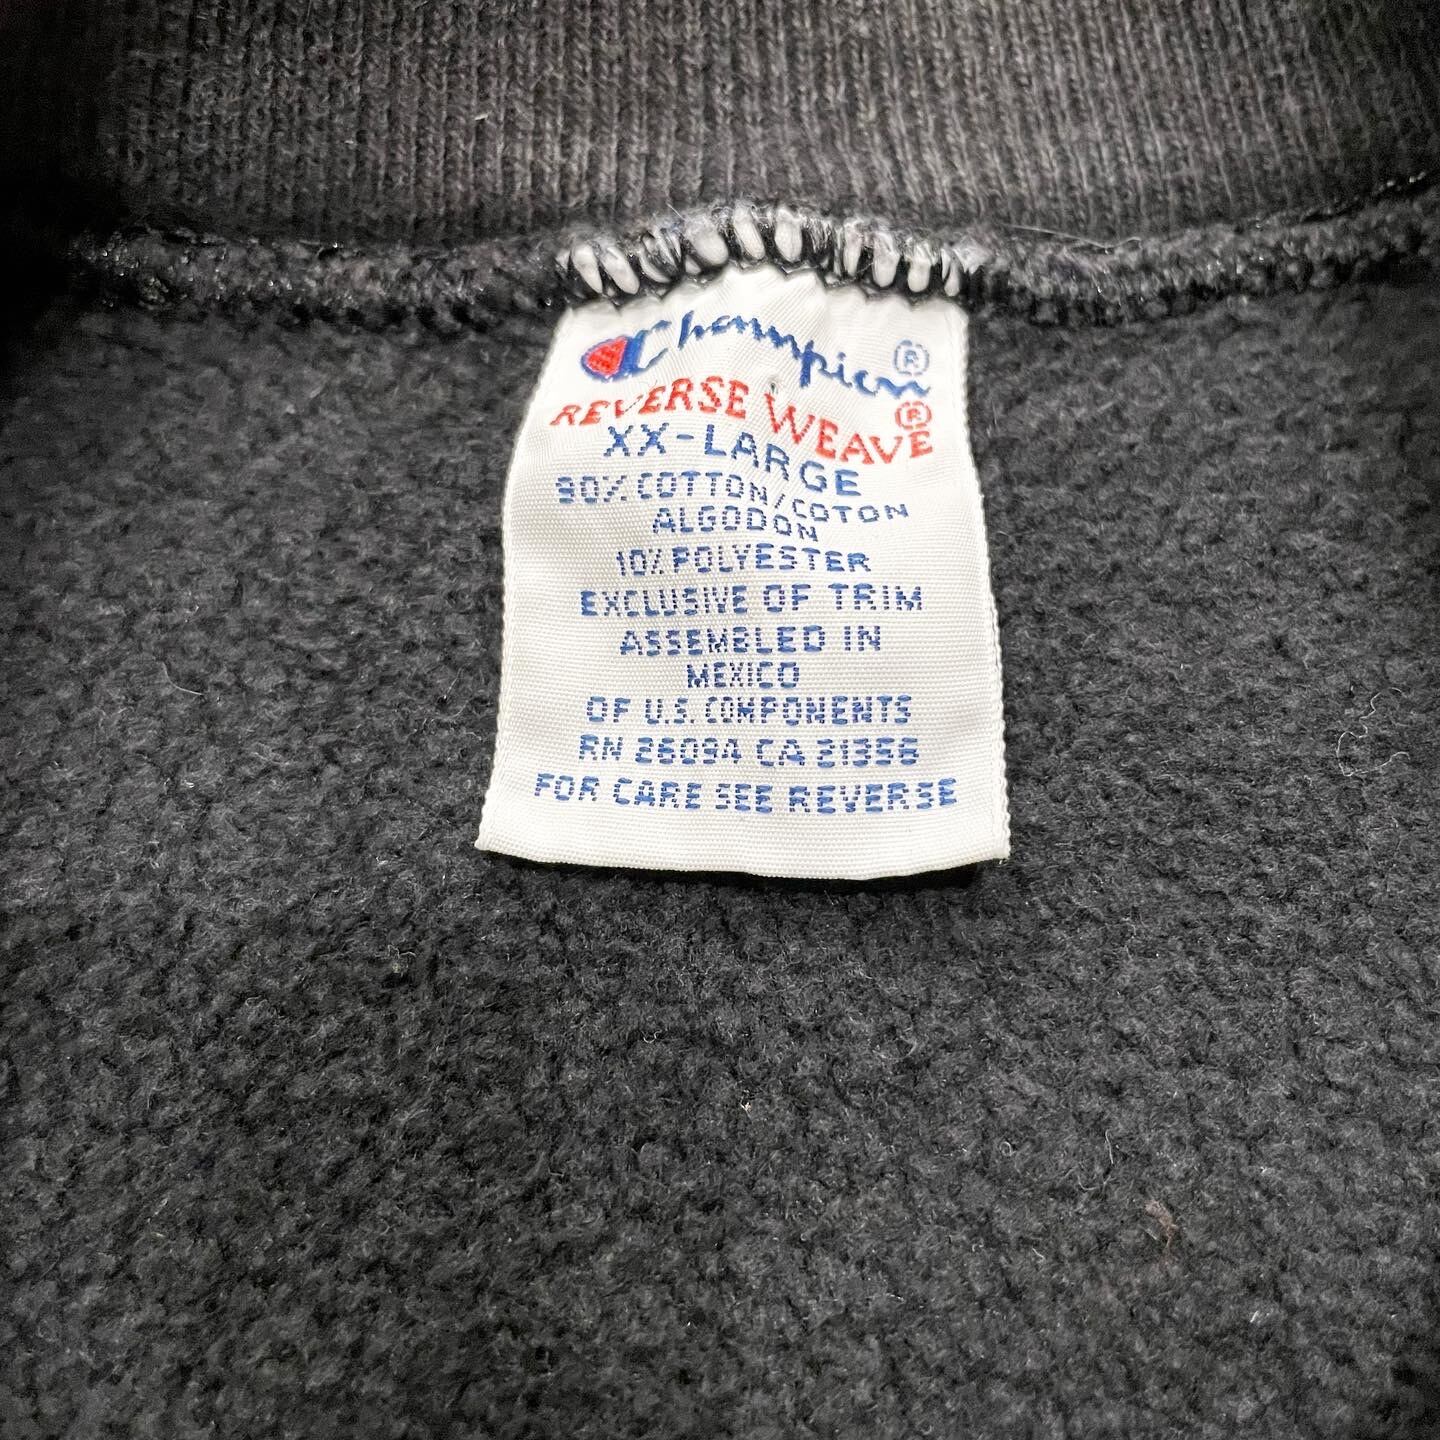 Champion®
REVERSE WEAVE®
XX-LARGE
90% COTTON/COTON
ALGODON
10% POLYESTER
EXCLUSIVE OF TRIM
ASSEMBLED IN
MEXICO
OF U.S. COMPONENTS
RN 26094 CA 21356
FOR CARE SEE REVERSE